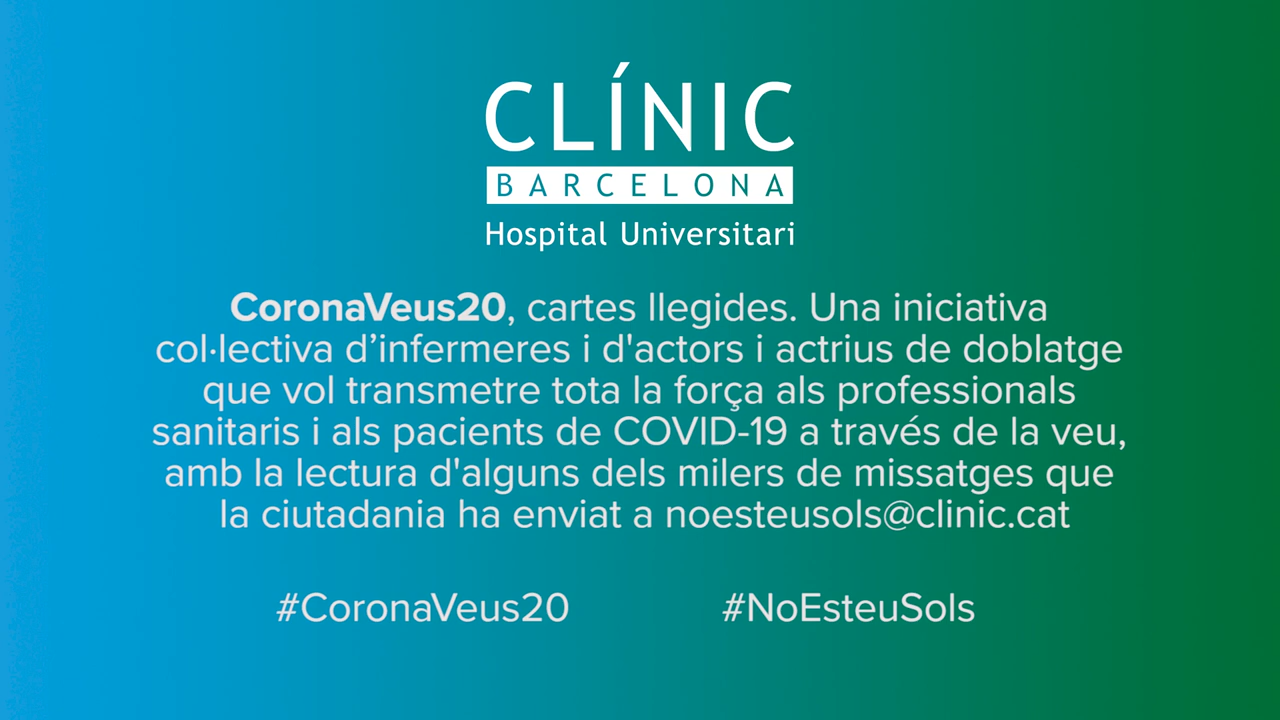 CLÍNIC
BARCELONA
Hospital Universitari
CoronaVeus20, cartes llegides. Una iniciativa
col·lectiva d’infermeres i d'actors i actrius de doblatge
que vol transmetre tota la força als professionals
sanitaris i als pacients de COVID-19 a través de la veu,
amb la lectura d'alguns dels milers de missatges que
la ciutadania ha enviat a noesteusols@clinic.cat
#CoronaVeus20 #NoEsteuSols